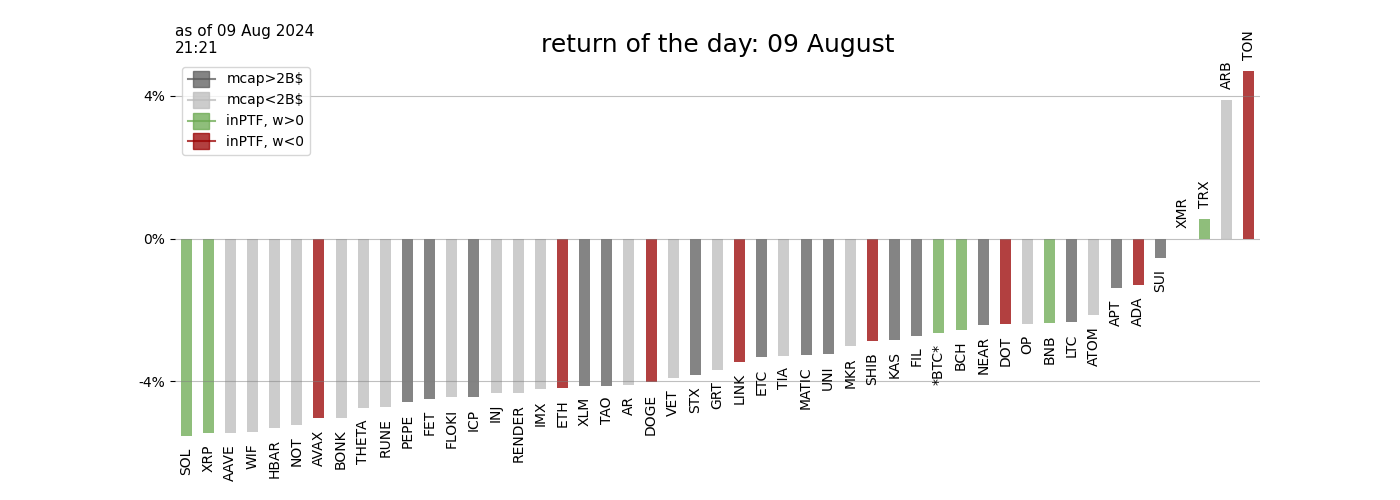 as of 09 Aug 2024
21:21
return of the day: 09 August
mcap>2B$
mcap<2B$
inPTF, w>0
inPTF, w<0
4%
0%
-4%
SOL
XRP
AAVE
WIF
HBAR
NOT
AVAX
BONK
THETA
RUNE
PEPE
FET
FLOKI
ICP
INJ
RENDER
IMX
ETH
XLM
TAO
AR
DOGE
VET
STX
GRT
LINK
ETC
TIA
MATIC
UNI
MKR
SHIB
KAS
FIL
*BTC*
BCH
NEAR
DOT
OP
BNB
LTC
ATOM
APT
ADA
SUI
XMR
TRX
ARB
TON